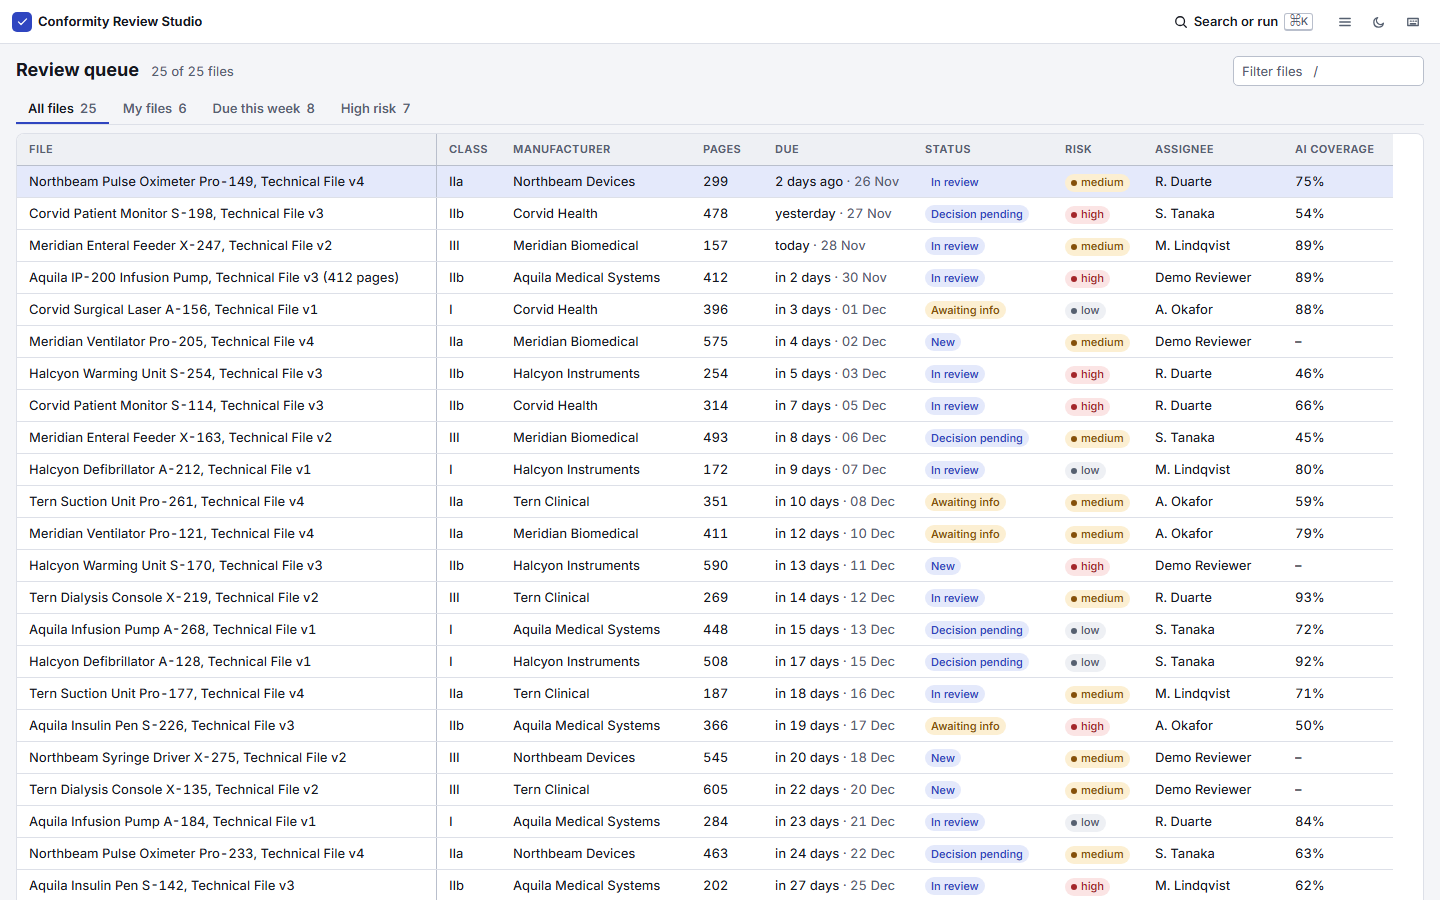 Conformity Review Studio
Search or run ⌘K
Review queue 25 of 25 files
Filter files /
All files 25 My files 6 Due this week 8 High risk 7
FILE CLASS MANUFACTURER PAGES DUE STATUS RISK ASSIGNEE AI COVERAGE
Northbeam Pulse Oximeter Pro-149, Technical File v4 IIa Northbeam Devices 299 2 days ago · 26 Nov In review medium R. Duarte 75%
Corvid Patient Monitor S-198, Technical File v3 IIb Corvid Health 478 yesterday · 27 Nov Decision pending high S. Tanaka 54%
Meridian Enteral Feeder X-247, Technical File v2 III Meridian Biomedical 157 today · 28 Nov In review medium M. Lindqvist 89%
Aquila IP-200 Infusion Pump, Technical File v3 (412 pages) IIb Aquila Medical Systems 412 in 2 days · 30 Nov In review high Demo Reviewer 89%
Corvid Surgical Laser A-156, Technical File v1 I Corvid Health 396 in 3 days · 01 Dec Awaiting info low A. Okafor 88%
Meridian Ventilator Pro-205, Technical File v4 IIa Meridian Biomedical 575 in 4 days · 02 Dec New medium Demo Reviewer –
Halcyon Warming Unit S-254, Technical File v3 IIb Halcyon Instruments 254 in 5 days · 03 Dec In review high R. Duarte 46%
Corvid Patient Monitor S-114, Technical File v3 IIb Corvid Health 314 in 7 days · 05 Dec In review high R. Duarte 66%
Meridian Enteral Feeder X-163, Technical File v2 III Meridian Biomedical 493 in 8 days · 06 Dec Decision pending medium S. Tanaka 45%
Halcyon Defibrillator A-212, Technical File v1 I Halcyon Instruments 172 in 9 days · 07 Dec In review low M. Lindqvist 80%
Tern Suction Unit Pro-261, Technical File v4 IIa Tern Clinical 351 in 10 days · 08 Dec Awaiting info medium A. Okafor 59%
Meridian Ventilator Pro-121, Technical File v4 IIa Meridian Biomedical 411 in 12 days · 10 Dec Awaiting info medium A. Okafor 79%
Halcyon Warming Unit S-170, Technical File v3 IIb Halcyon Instruments 590 in 13 days · 11 Dec New high Demo Reviewer –
Tern Dialysis Console X-219, Technical File v2 III Tern Clinical 269 in 14 days · 12 Dec In review medium R. Duarte 93%
Aquila Infusion Pump A-268, Technical File v1 I Aquila Medical Systems 448 in 15 days · 13 Dec Decision pending low S. Tanaka 72%
Halcyon Defibrillator A-128, Technical File v1 I Halcyon Instruments 508 in 17 days · 15 Dec Decision pending low S. Tanaka 92%
Tern Suction Unit Pro-177, Technical File v4 IIa Tern Clinical 187 in 18 days · 16 Dec In review medium M. Lindqvist 71%
Aquila Insulin Pen S-226, Technical File v3 IIb Aquila Medical Systems 366 in 19 days · 17 Dec Awaiting info high A. Okafor 50%
Northbeam Syringe Driver X-275, Technical File v2 III Northbeam Devices 545 in 20 days · 18 Dec New medium Demo Reviewer –
Tern Dialysis Console X-135, Technical File v2 III Tern Clinical 605 in 22 days · 20 Dec New medium Demo Reviewer –
Aquila Infusion Pump A-184, Technical File v1 I Aquila Medical Systems 284 in 23 days · 21 Dec In review low R. Duarte 84%
Northbeam Pulse Oximeter Pro-233, Technical File v4 IIa Northbeam Devices 463 in 24 days · 22 Dec Decision pending medium S. Tanaka 63%
Aquila Insulin Pen S-142, Technical File v3 IIb Aquila Medical Systems 202 in 27 days · 25 Dec In review high M. Lindqvist 62%